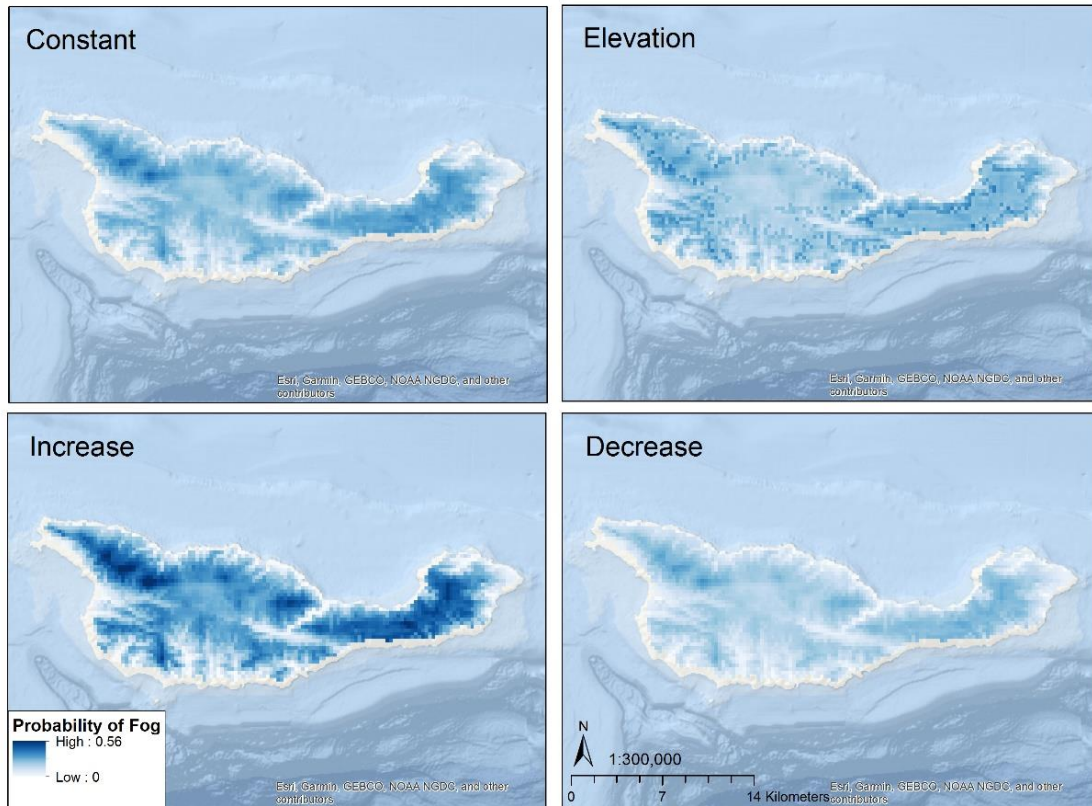 Constant
Esri, Garmin, GEBCO, NOAA NGDC, and other
contributors
Elevation
Esri, Garmin, GEBCO, NOAA NGDC, and other
contributors
Increase
Probability of Fog
High : 0.56
Low : 0
Esri, Garmin, GEBCO, NOAA NGDC, and other
contributors
Decrease
N
1:300,000
0 7 14 Kilometers
Esri, Garmin, GEBCO, NOAA NGDC, and other
contributors